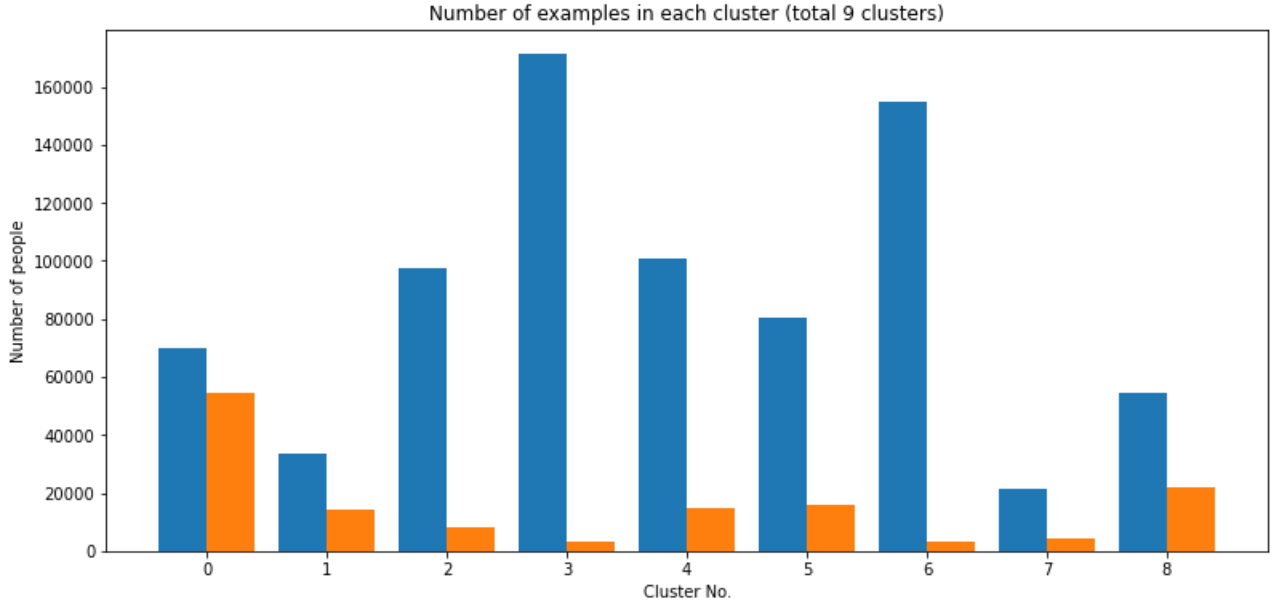 Number of examples in each cluster (total 9 clusters)
Number of people
160000
140000
120000
100000
80000
60000
40000
20000
0
0 1 2 3 4 5 6 7 8
Cluster No.